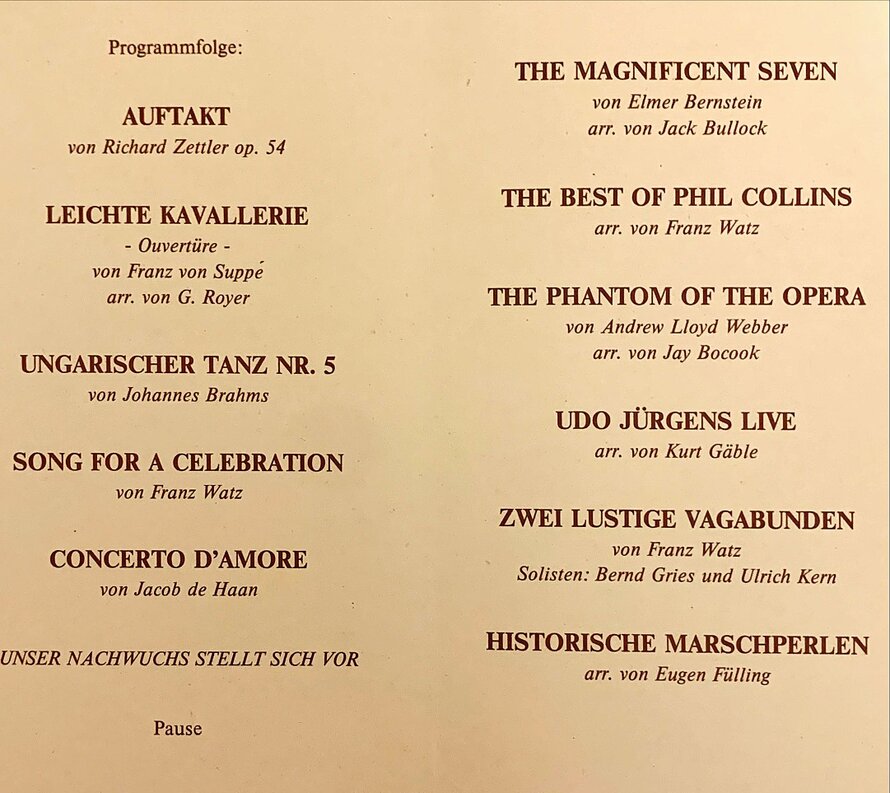 Programmfolge:
AUFTAKT
von Richard Zettler op. 54
LEICHTE KAVALLERIE
- Ouvertüre -
von Franz von Suppé
arr. von G. Royer
UNGARISCHER TANZ NR. 5
von Johannes Brahms
SONG FOR A CELEBRATION
von Franz Watz
CONCERTO D'AMORE
von Jacob de Haan
UNSER NACHWUCHS STELLT SICH VOR
Pause
THE MAGNIFICENT SEVEN
von Elmer Bernstein
arr. von Jack Bullock
THE BEST OF PHIL COLLINS
arr. von Franz Watz
THE PHANTOM OF THE OPERA
von Andrew Lloyd Webber
arr. von Jay Bocook
UDO JÜRGENS LIVE
arr. von Kurt Gäble
ZWEI LUSTIGE VAGABUNDEN
von Franz Watz
Solisten: Bernd Gries und Ulrich Kern
HISTORISCHE MARSCHPERLEN
arr. von Eugen Fülling